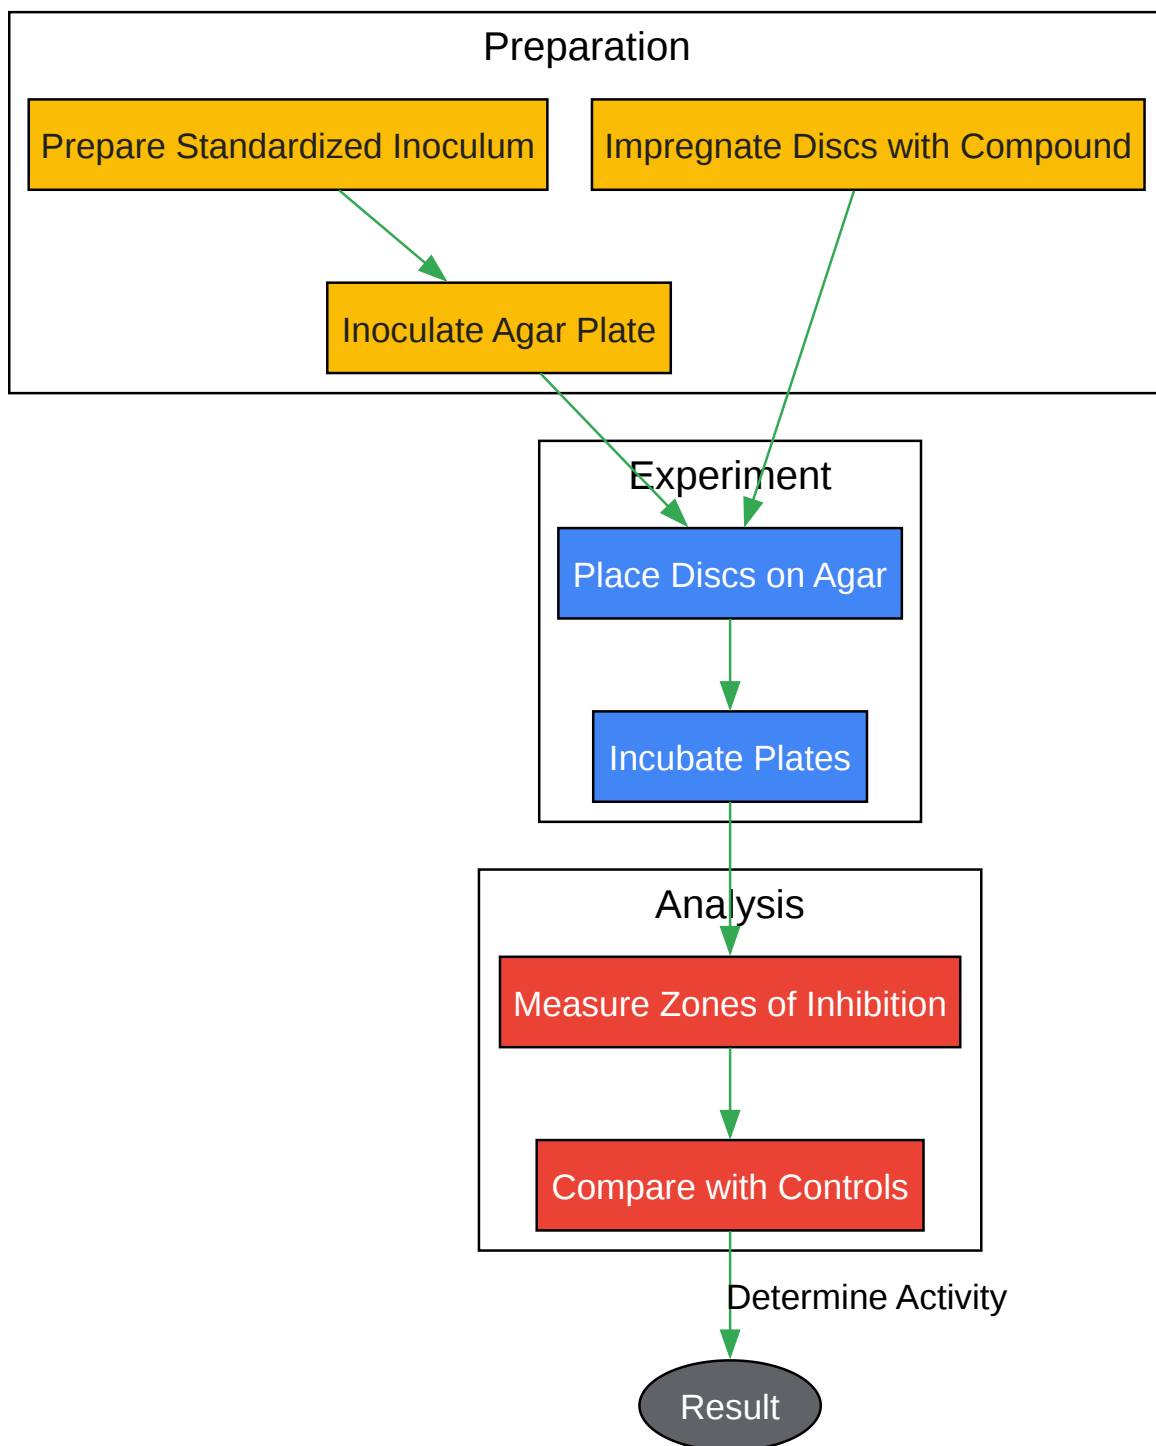 Preparation
Prepare Standardized Inoculum
Impregnate Discs with Compound
Inoculate Agar Plate
Experiment
Place Discs on Agar
Incubate Plates
Analysis
Measure Zones of Inhibition
Compare with Controls
Determine Activity
Result